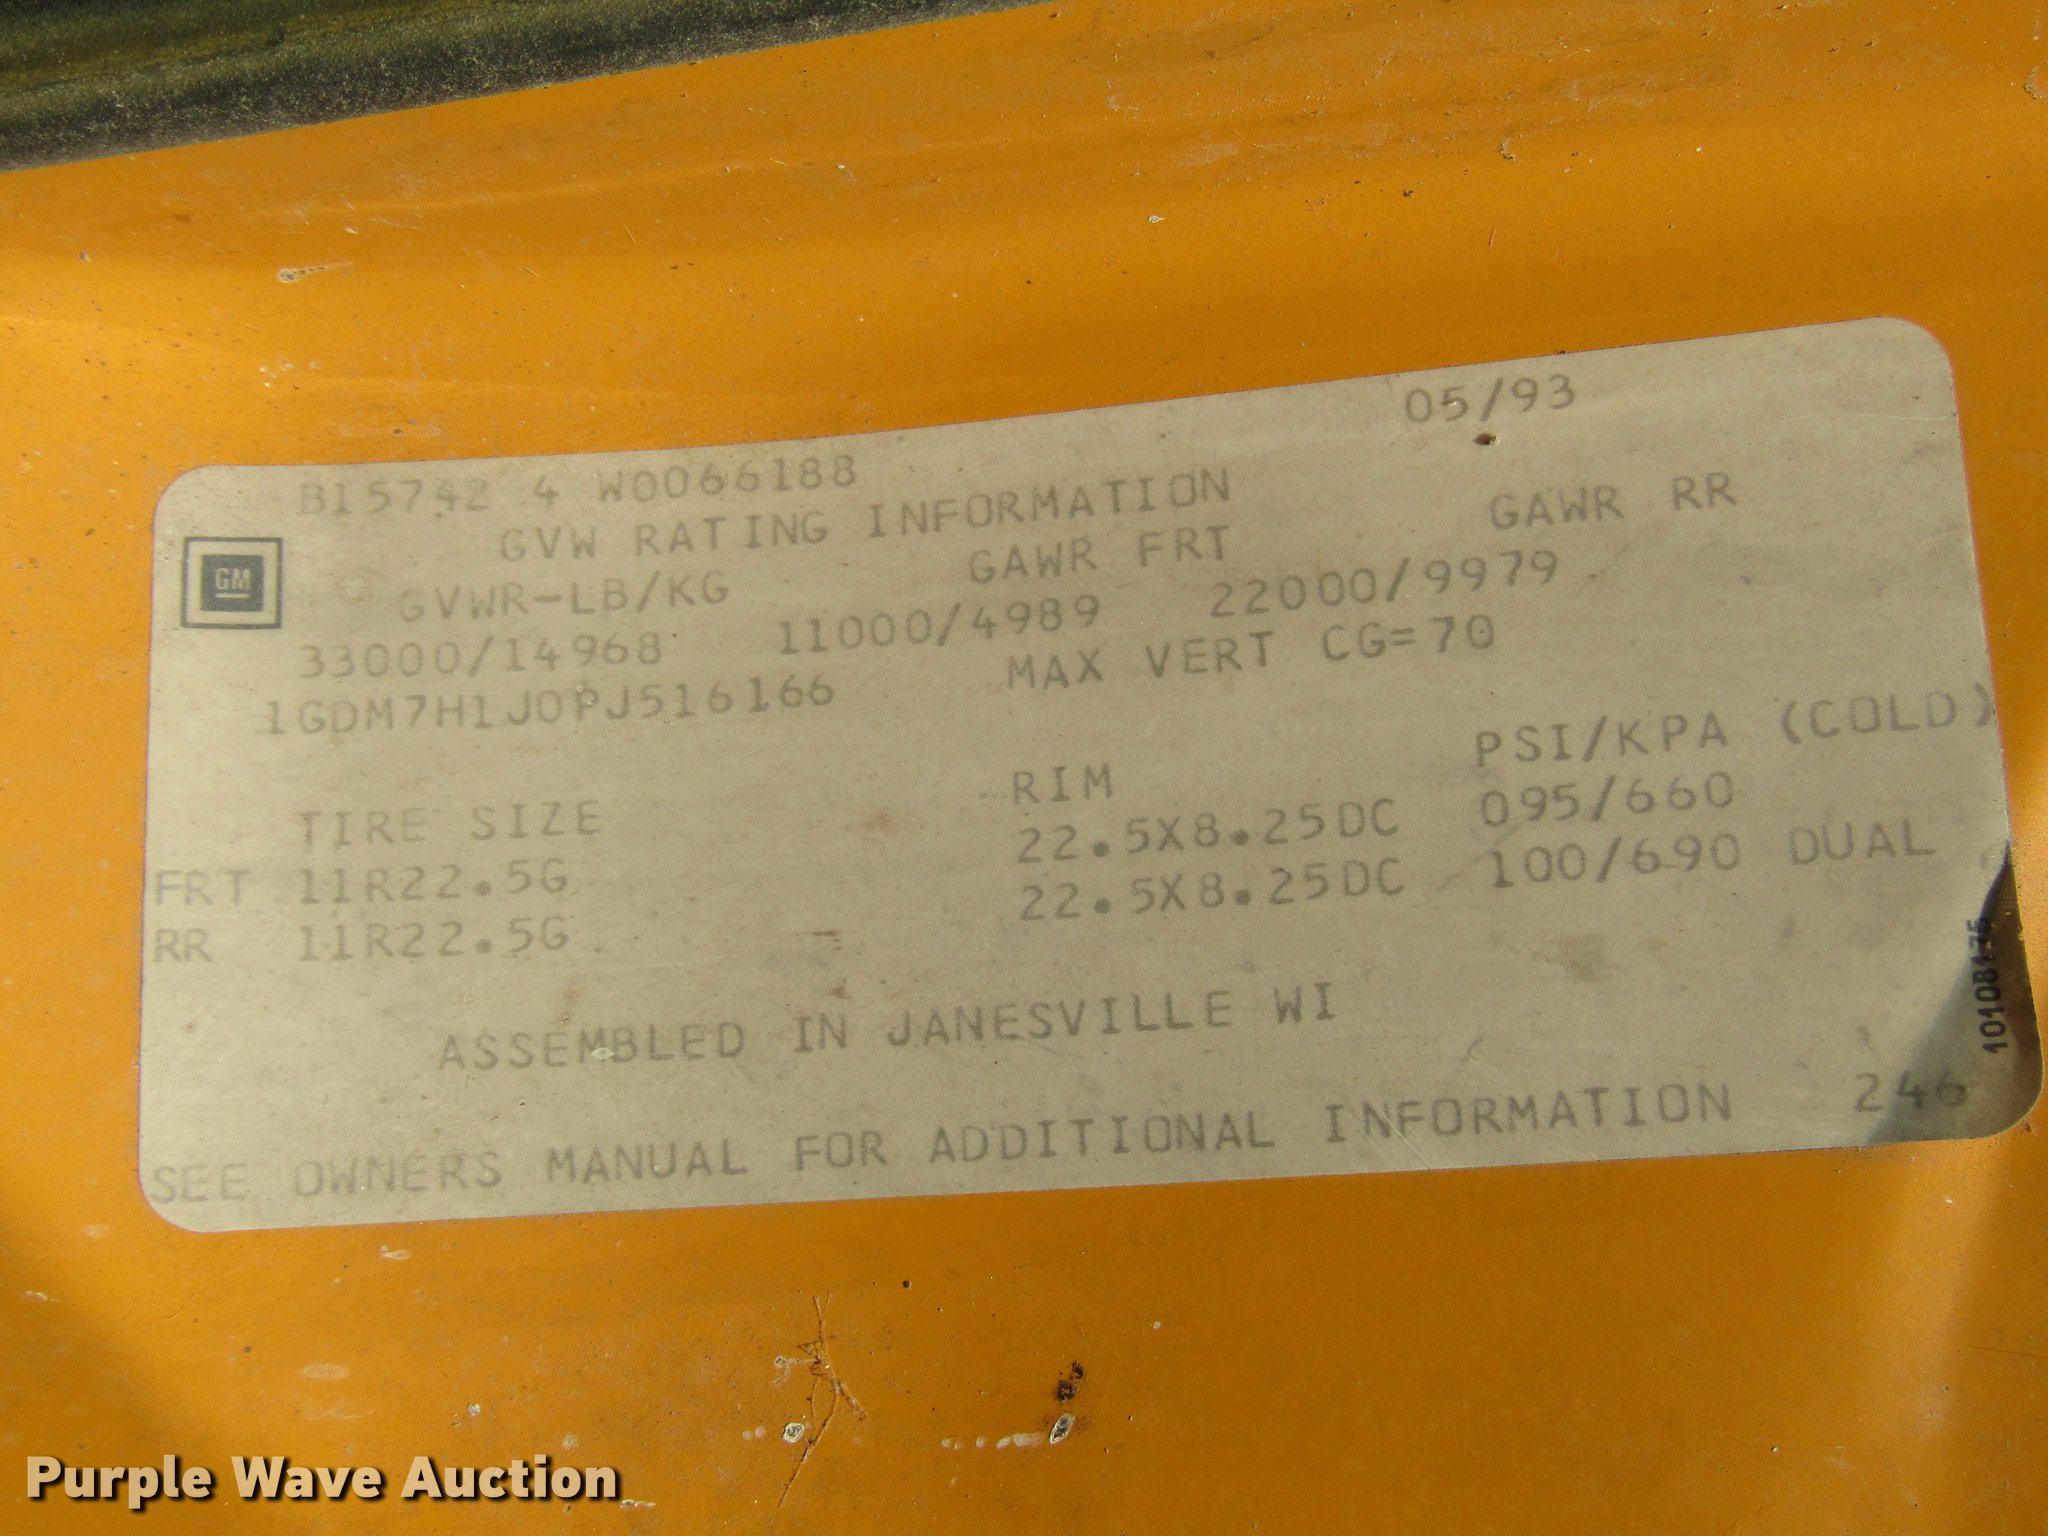 05/93
B15742 4 W0066188
GVW RATING INFORMATION
GM
GVWR-LB/KG GAWR FRT GAWR RR
33000/14968 11000/4989 22000/9979
1GDM7H1J0PJ516166 MAX VERT CG=70
TIRE SIZE RIM PSI/KPA (COLD)
FRT 11R22.5G 22.5X8.25DC 095/660
RR 11R22.5G 22.5X8.25DC 100/690 DUAL
10108175
ASSEMBLED IN JANESVILLE WI
SEE OWNERS MANUAL FOR ADDITIONAL INFORMATION 246
Purple Wave Auction